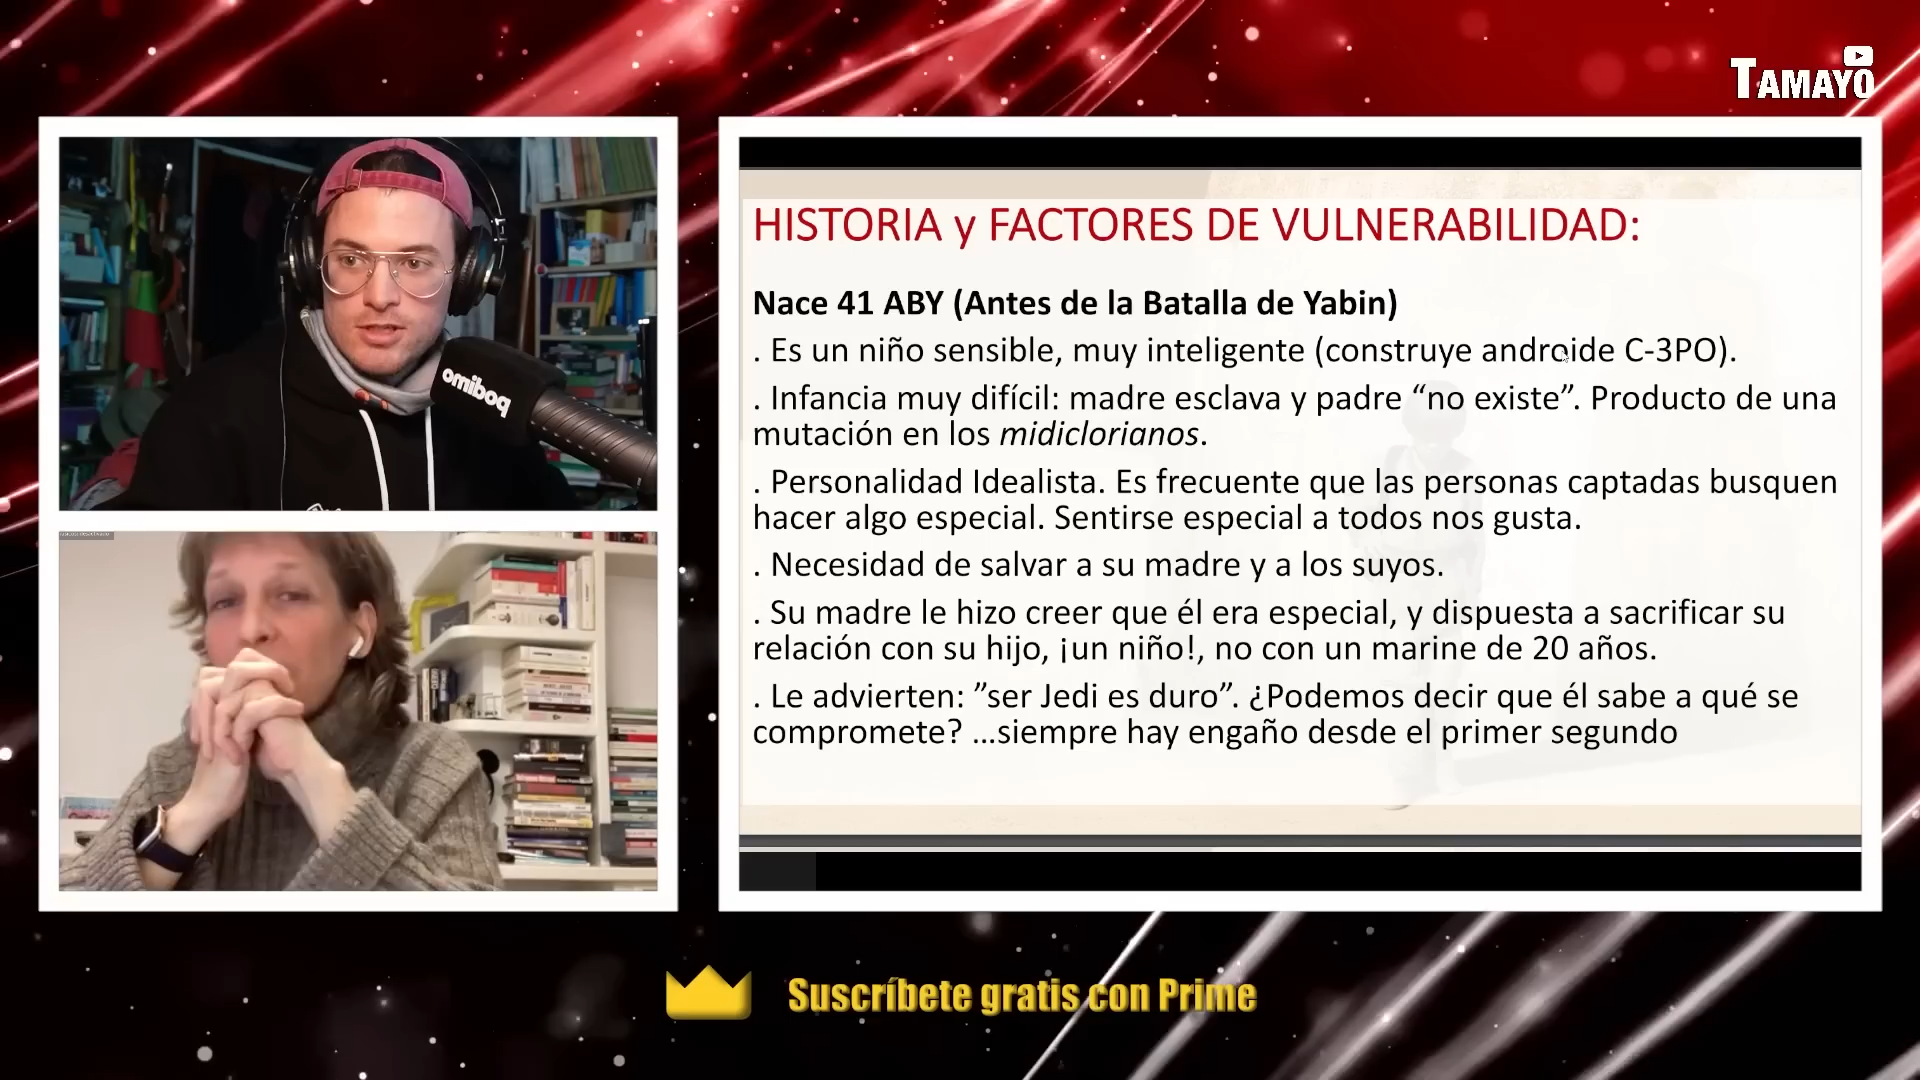 TAMAYO
HISTORIA y FACTORES DE VULNERABILIDAD:
Nace 41 ABY (Antes de la Batalla de Yabin)
. Es un niño sensible, muy inteligente (construye androide C-3PO).
. Infancia muy difícil: madre esclava y padre “no existe”. Producto de una
mutación en los midiclorianos.
. Personalidad Idealista. Es frecuente que las personas captadas busquen
hacer algo especial. Sentirse especial a todos nos gusta.
. Necesidad de salvar a su madre y a los suyos.
. Su madre le hizo creer que él era especial, y dispuesta a sacrificar su
relación con su hijo, ¡un niño!, no con un marine de 20 años.
. Le advierten: ”ser Jedi es duro”. ¿Podemos decir que él sabe a qué se
compromete? ...siempre hay engaño desde el primer segundo
podimo
Suscríbete gratis con Prime